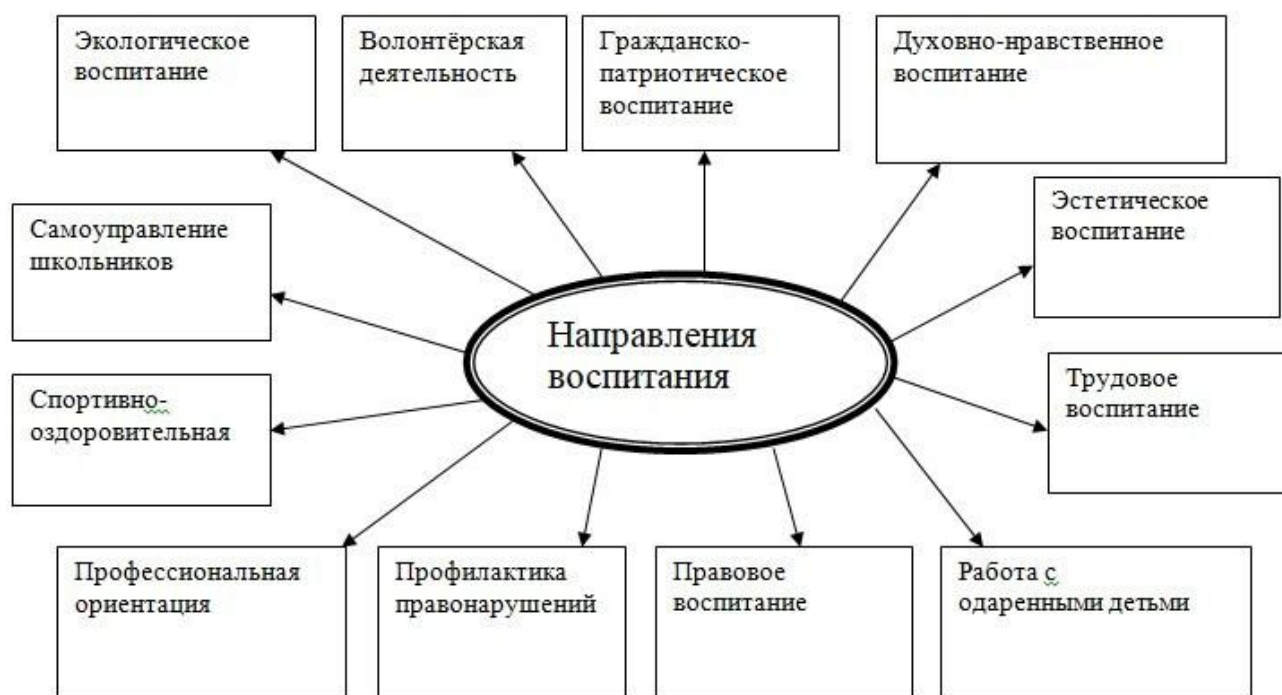 Экологическое
воспитание
Волонтёрская
деятельность
Гражданско-
патриотическое
воспитание
Духовно-нравственное
воспитание
Самоуправление
школьников
Эстетическое
воспитание
Направления
воспитания
Спортивно-
оздоровительная
Трудовое
воспитание
Профессиональная
ориентация
Профилактика
правонарушений
Правовое
воспитание
Работа с
одаренными детьми